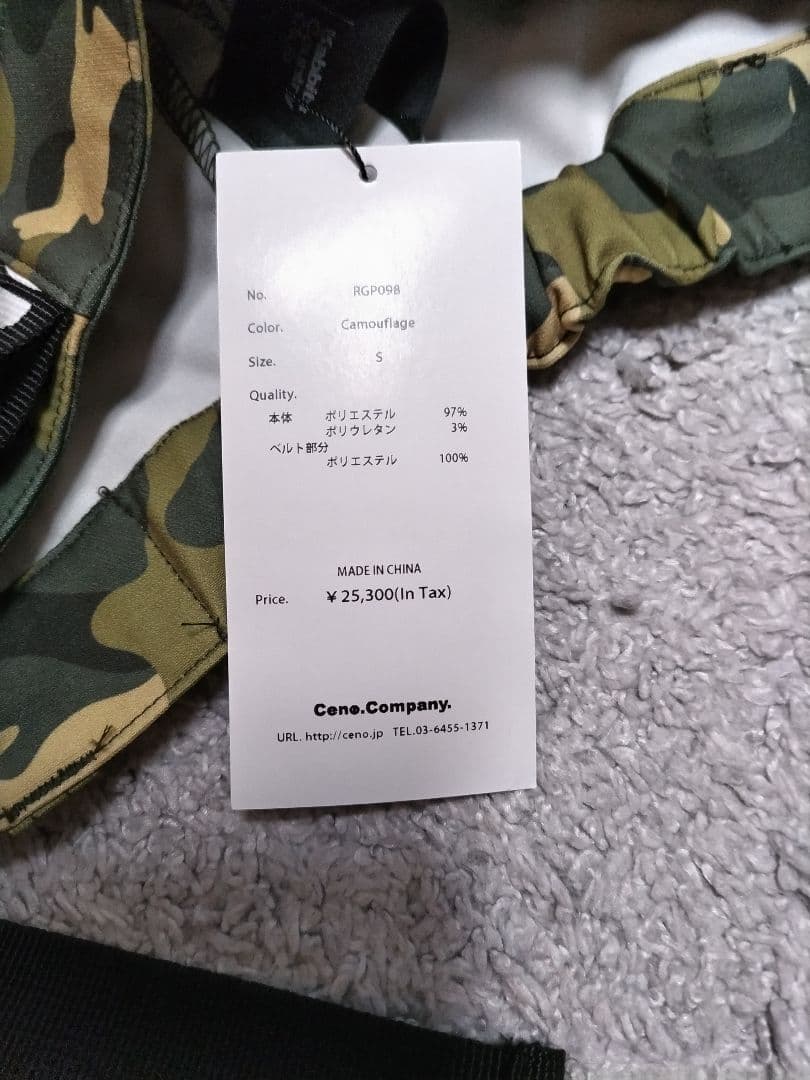 No. RGP098
Color. Camouflage
Size. S
Quality.
本体 ポリエステル 97%
ポリウレタン 3%
ベルト部分
ポリエステル 100%
MADE IN CHINA
Price. ¥ 25,300(In Tax)
Ceno.Company.
URL. http://ceno.jp TEL.03-6455-1371